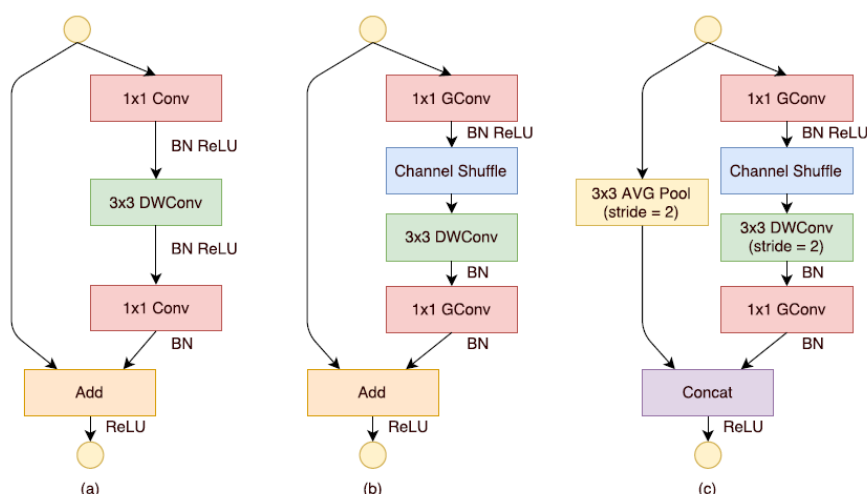 1x1 Conv
BN ReLU
3x3 DWConv
BN ReLU
1x1 Conv
BN
Add
ReLU
(a)
1x1 GConv
BN ReLU
Channel Shuffle
3x3 DWConv
BN
1x1 GConv
BN
Add
ReLU
(b)
3x3 AVG Pool
(stride = 2)
1x1 GConv
BN ReLU
Channel Shuffle
3x3 DWConv
(stride = 2)
BN
1x1 GConv
BN
Concat
ReLU
(c)